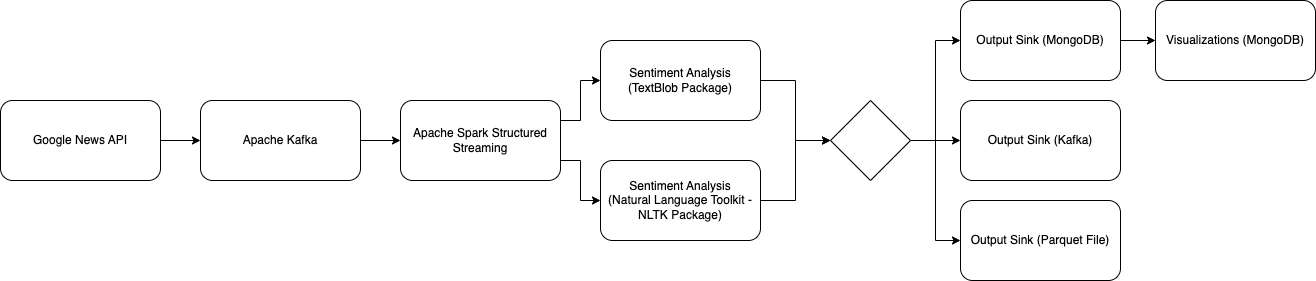 Google News API
Apache Kafka
Apache Spark Structured
Streaming
Sentiment Analysis
(TextBlob Package)
Sentiment Analysis
(Natural Language Toolkit -
NLTK Package)
Output Sink (MongoDB)
Visualizations (MongoDB)
Output Sink (Kafka)
Output Sink (Parquet File)